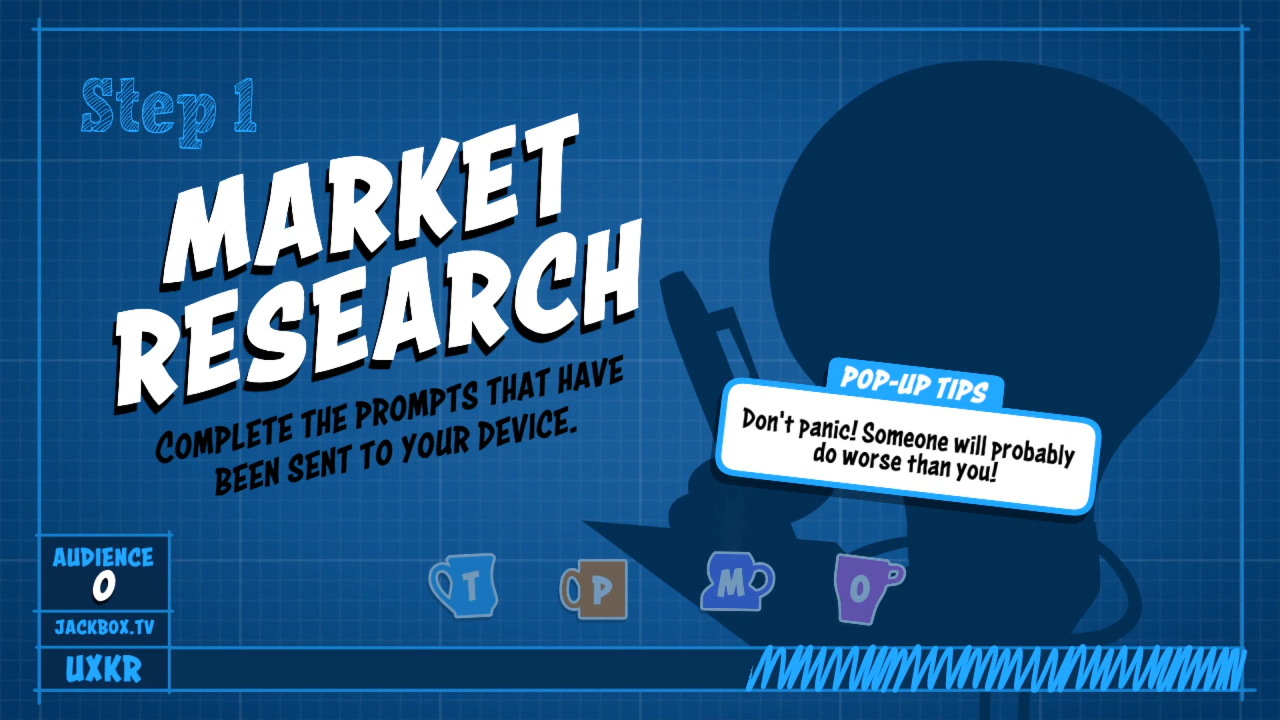 Step 1
MARKET
RESEARCH
COMPLETE THE PROMPTS THAT HAVE
BEEN SENT TO YOUR DEVICE.
POP-UP TIPS
Don't panic! Someone will probably
do worse than you!
T P M O
AUDIENCE
0
JACKBOX.TV
UXKR